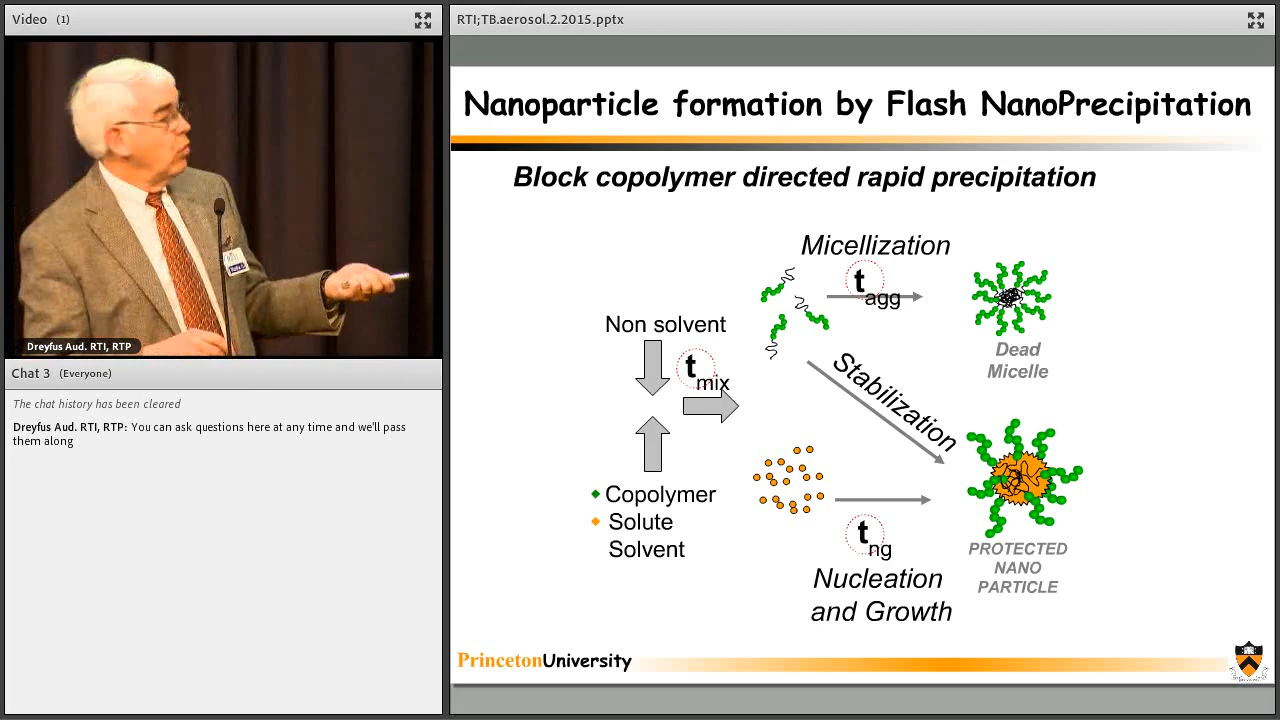 Video (1)
RTI;TB.aerosol.2.2015.pptx
Dreyfus Aud. RTI, RTP
Chat 3 (Everyone)
The chat history has been cleared
Dreyfus Aud. RTI, RTP: You can ask questions here at any time and we'll pass
them along
Nanoparticle formation by Flash NanoPrecipitation
Block copolymer directed rapid precipitation
Micellization
t agg
Dead
Micelle
Non solvent
t mix
Stabilization
Copolymer
Solute
Solvent
t ng
Nucleation
and Growth
PROTECTED
NANO
PARTICLE
PrincetonUniversity